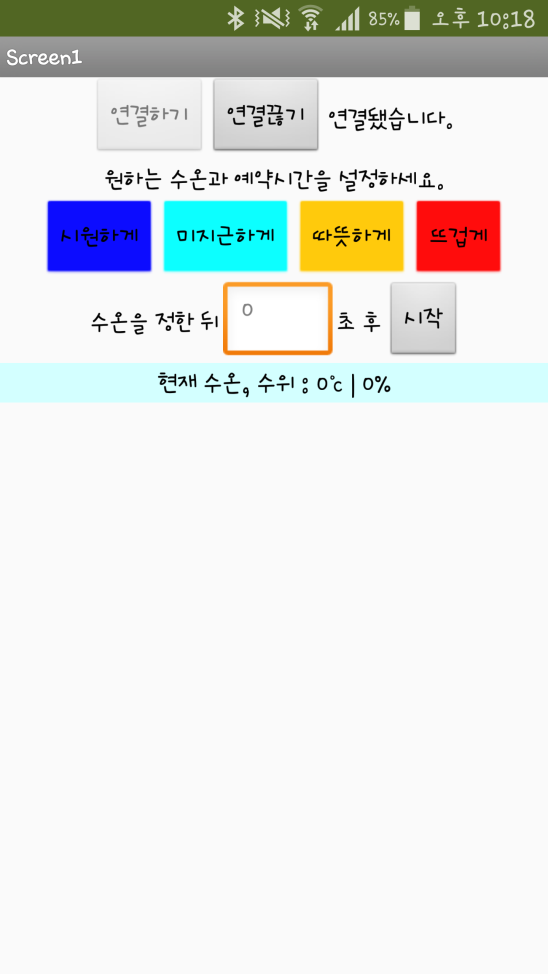 85% 오후 10:18
Screen1
연결하기 연결끊기 연결됐습니다.
원하는 수온과 예약시간을 설정하세요.
시원하게 미지근하게 따뜻하게 뜨겁게
수온을 정한 뒤 0 초 후 시작
현재 수온, 수위 : 0℃ | 0%